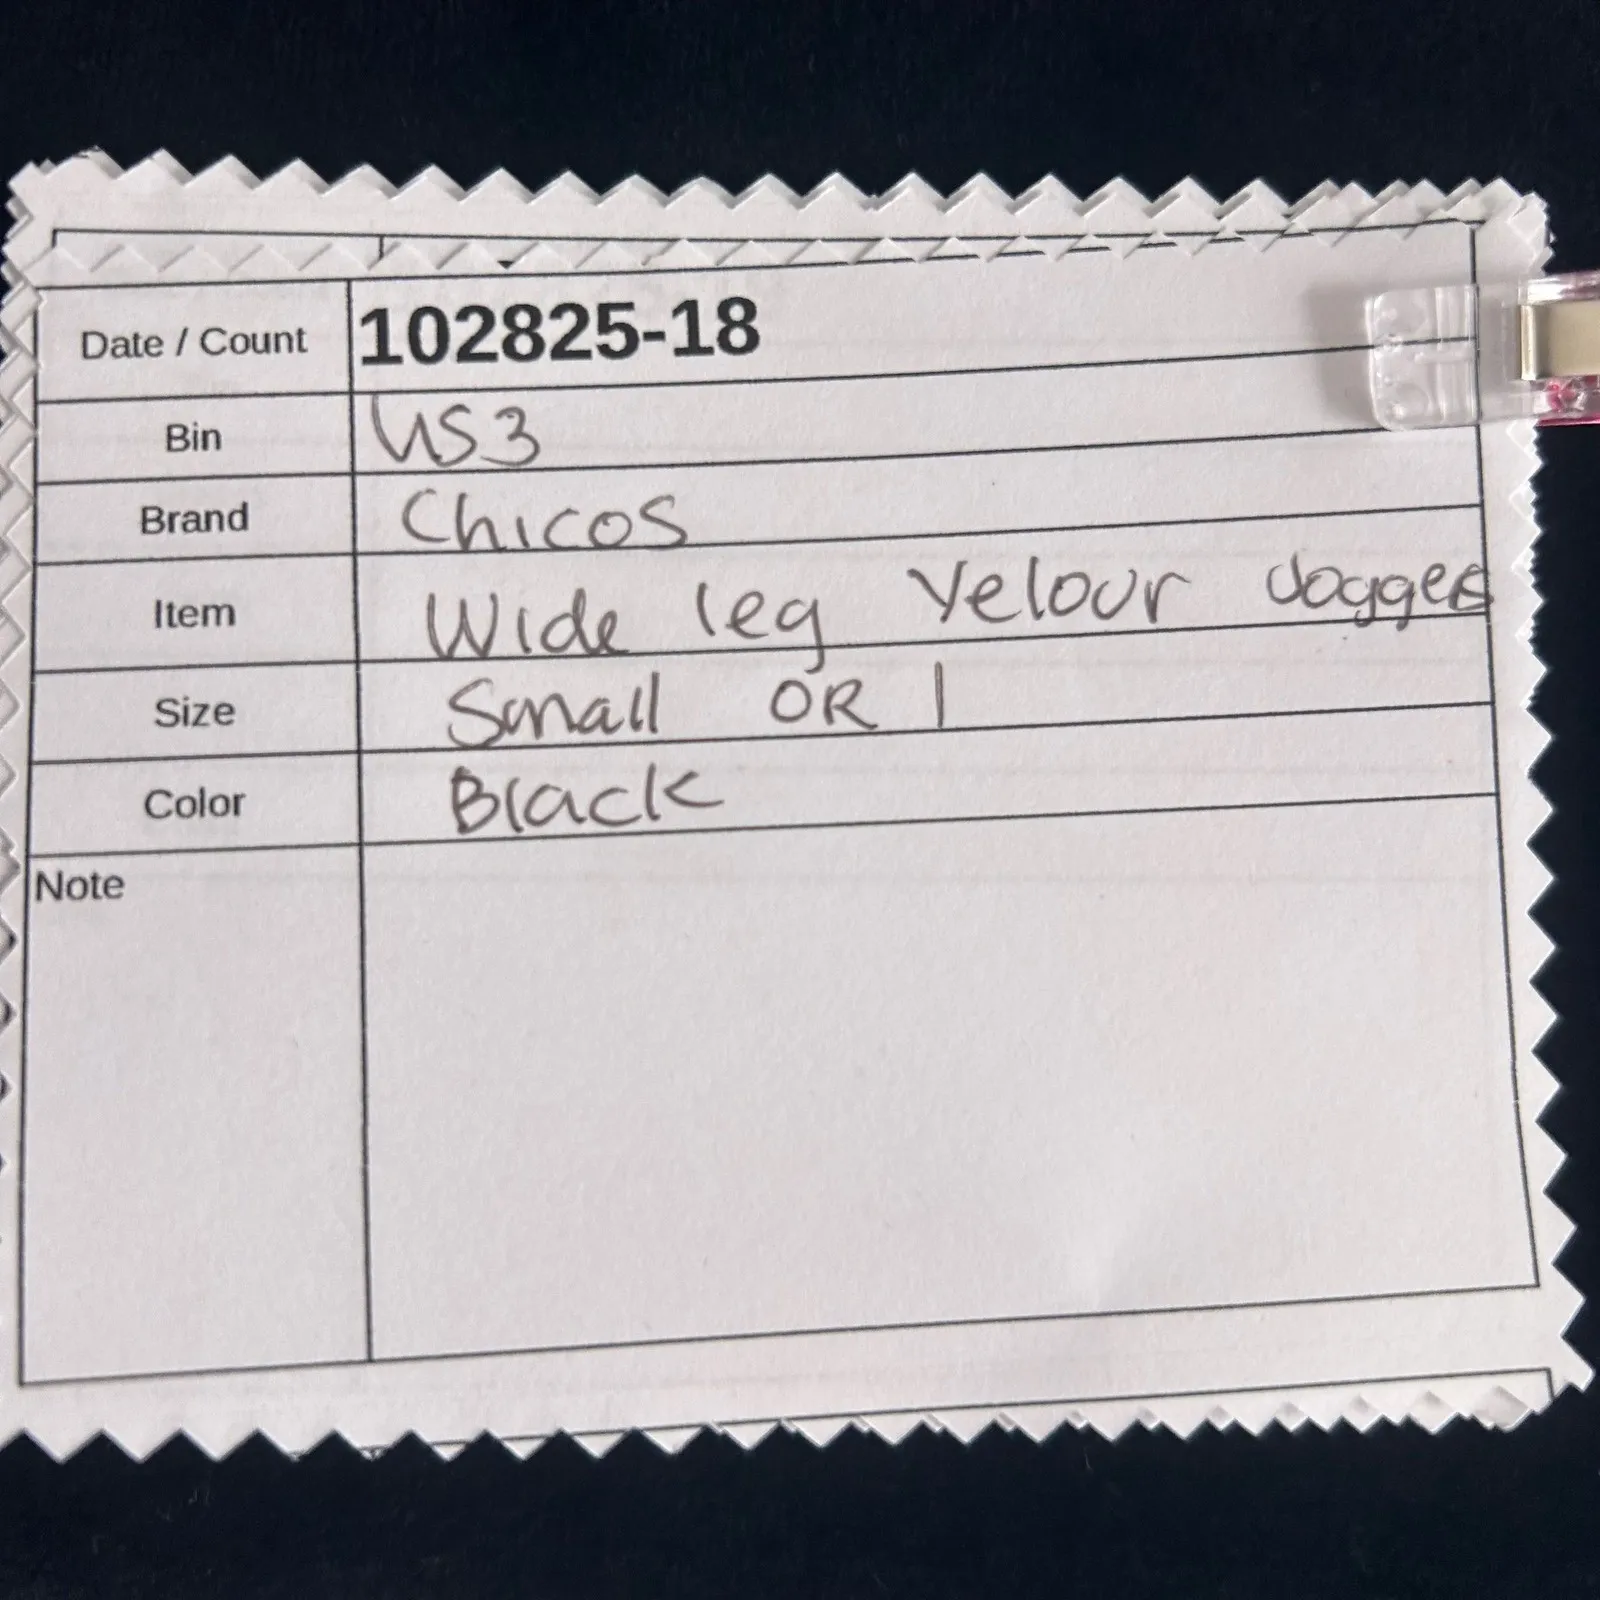 Date / Count 102825-18
Bin US3
Brand Chicos
Item Wide leg Velour Joggers
Size Small OR 1
Color Black
Note